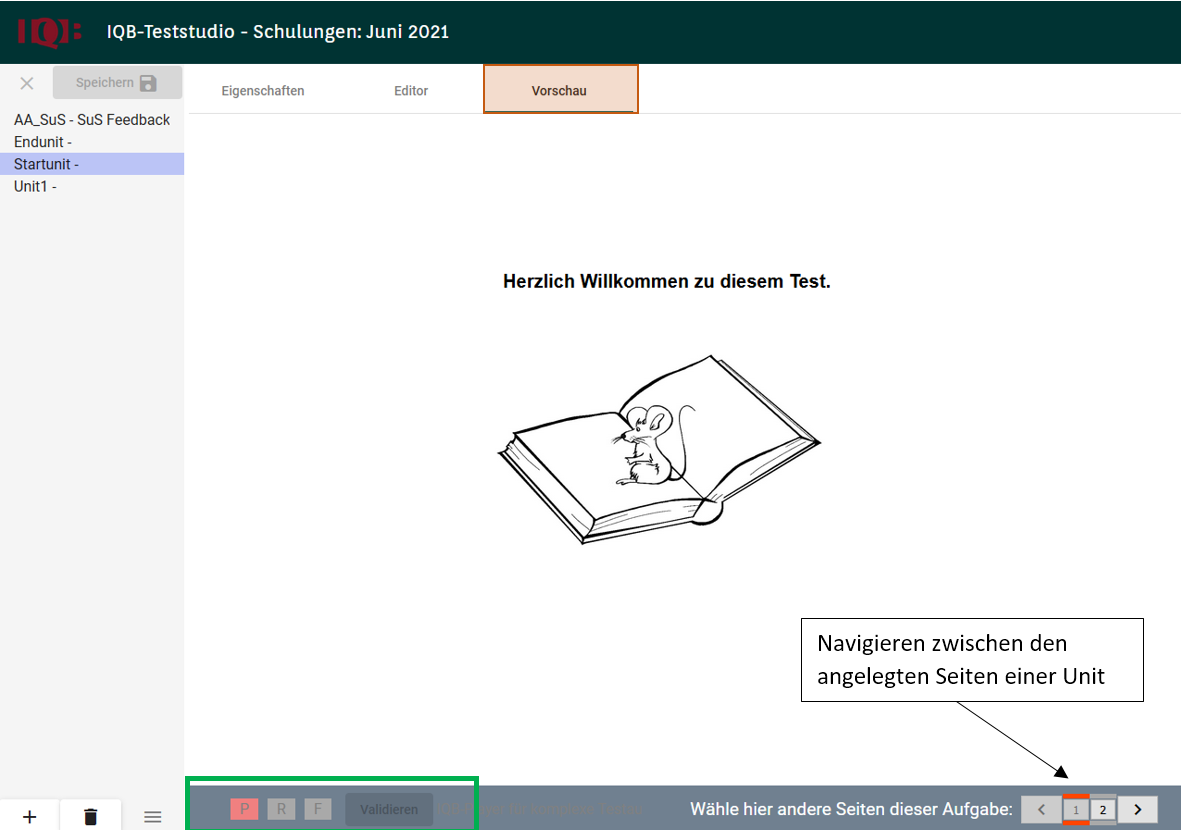 IQB: IQB-Teststudio - Schulungen: Juni 2021
Speichern
Eigenschaften Editor Vorschau
AA_SuS - SuS Feedback
Endunit -
Startunit -
Unit1 -
Herzlich Willkommen zu diesem Test.
Navigieren zwischen den
angelegten Seiten einer Unit
P R F Validieren Wähle hier andere Seiten dieser Aufgabe: < 1 2 >